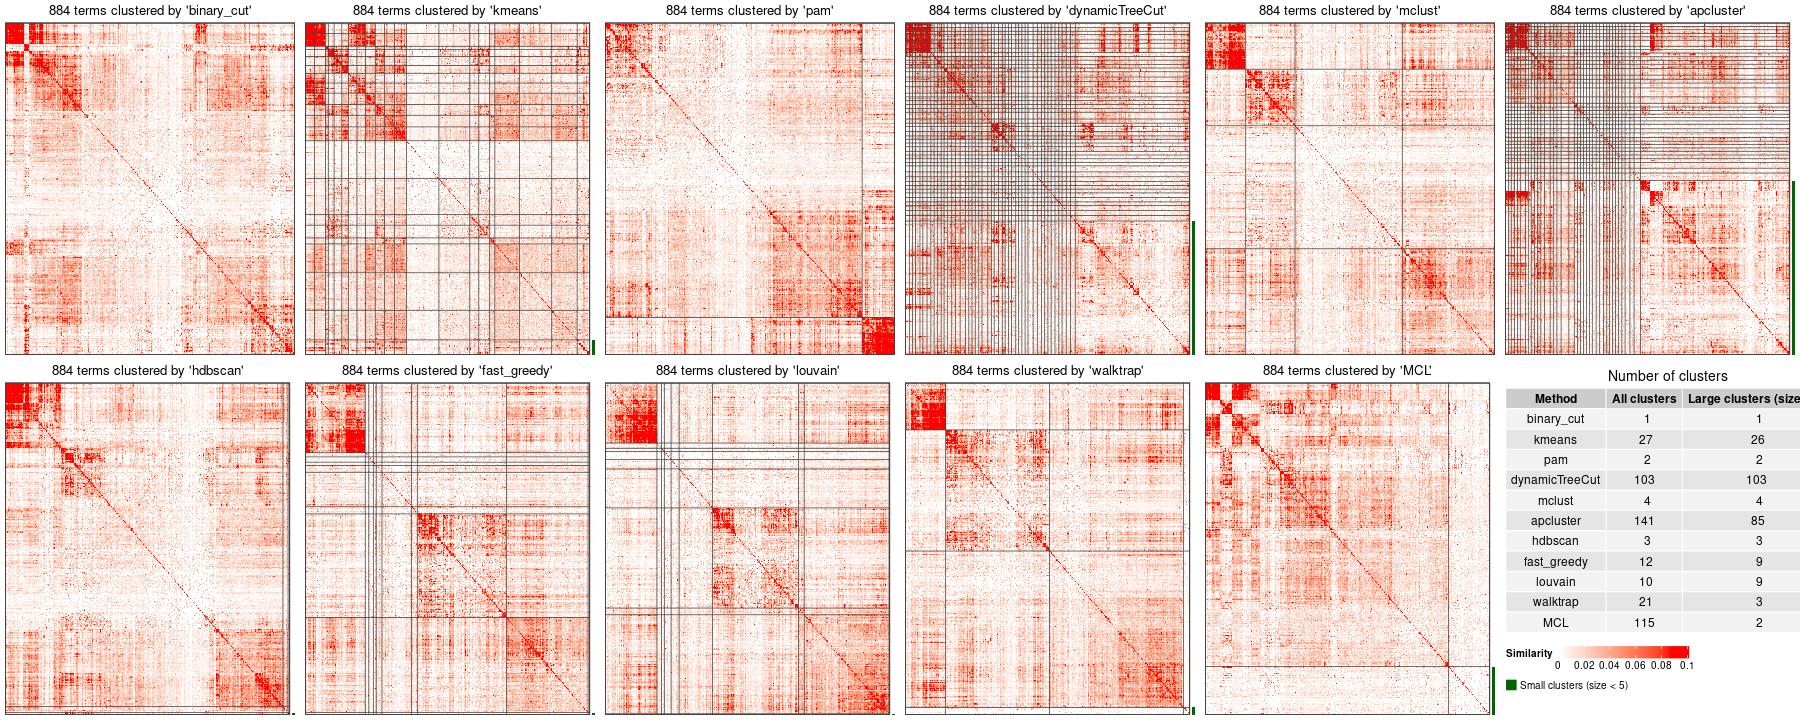 884 terms clustered by 'binary_cut'
884 terms clustered by 'kmeans'
884 terms clustered by 'pam'
884 terms clustered by 'dynamicTreeCut'
884 terms clustered by 'mclust'
884 terms clustered by 'apcluster'
884 terms clustered by 'hdbscan'
884 terms clustered by 'fast_greedy'
884 terms clustered by 'louvain'
884 terms clustered by 'walktrap'
884 terms clustered by 'MCL'
Number of clusters
Method All clusters Large clusters (size
binary_cut 1 1
kmeans 27 26
pam 2 2
dynamicTreeCut 103 103
mclust 4 4
apcluster 141 85
hdbscan 3 3
fast_greedy 12 9
louvain 10 9
walktrap 21 3
MCL 115 2
Similarity
0 0.02 0.04 0.06 0.08 0.1
Small clusters (size < 5)